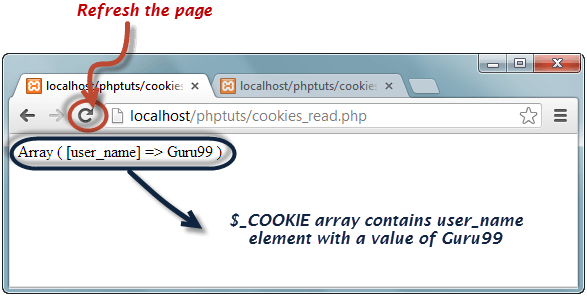 Refresh the page
localhost/phptuts/cookies
localhost/phptuts/cookies
localhost/phptuts/cookies_read.php
Array ( [user_name] => Guru99 )
$_COOKIE array contains user_name
element with a value of Guru99